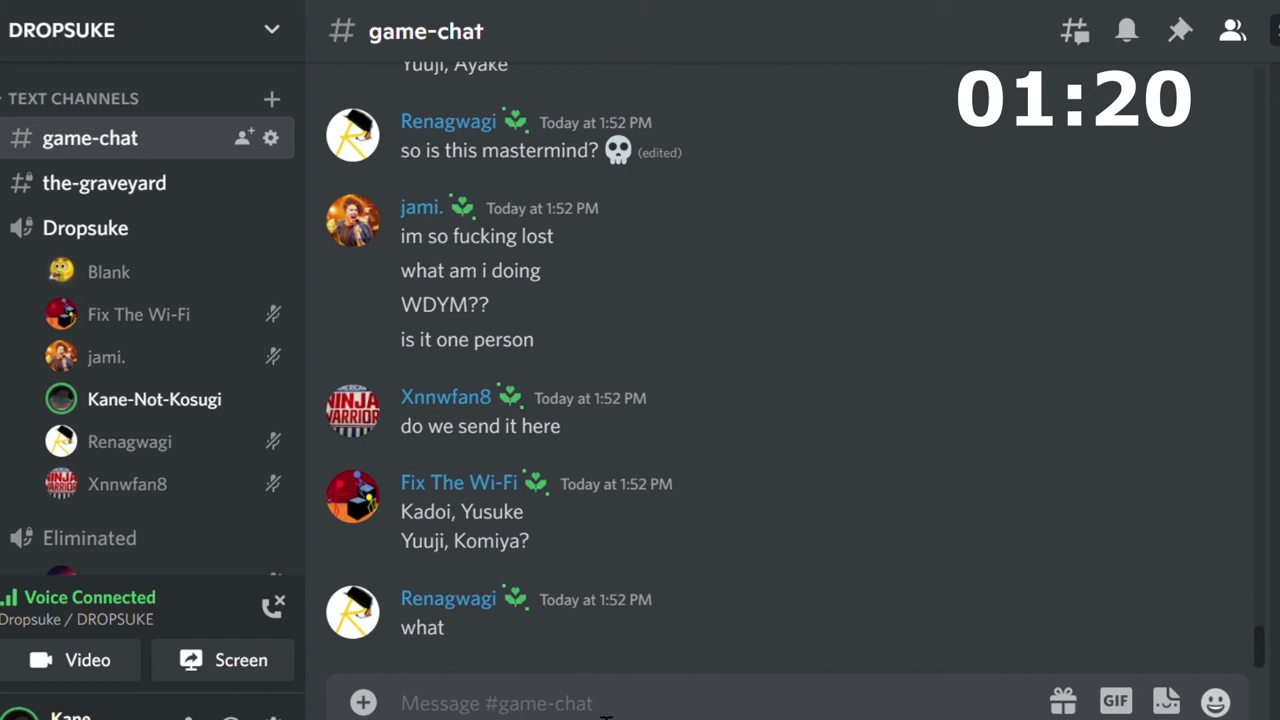 DROPSUKE
TEXT CHANNELS
game-chat
the-graveyard
Dropsuke
Blank
Fix The Wi-Fi
jami.
Kane-Not-Kosugi
Renagwagi
Xnnwfan8
Eliminated
Voice Connected
Dropsuke / DROPSUKE
Video
Screen
Kane
# game-chat
01:20
Yuuji, Ayake
Renagwagi Today at 1:52 PM
so is this mastermind? 💀 (edited)
jami. Today at 1:52 PM
im so fucking lost
what am i doing
WDYM??
is it one person
Xnnwfan8 Today at 1:52 PM
AMERICAN
NINJA
WARRIOR
do we send it here
Fix The Wi-Fi Today at 1:52 PM
Kadoi, Yusuke
Yuuji, Komiya?
Renagwagi Today at 1:52 PM
what
Message #game-chat
GIF